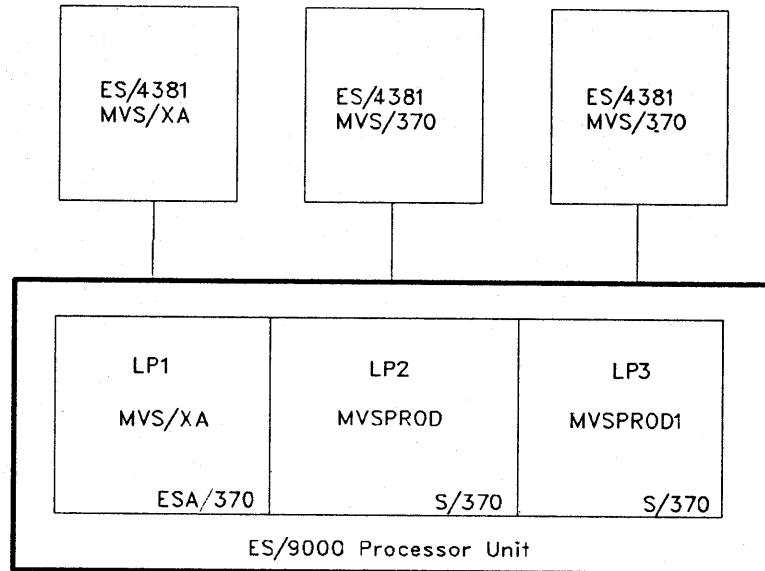 ES/4381
MVS/XA
ES/4381
MVS/370
ES/4381
MVS/370
LP1
MVS/XA
ESA/370
LP2
MVSPROD
S/370
LP3
MVSPROD1
S/370
ES/9000 Processor Unit